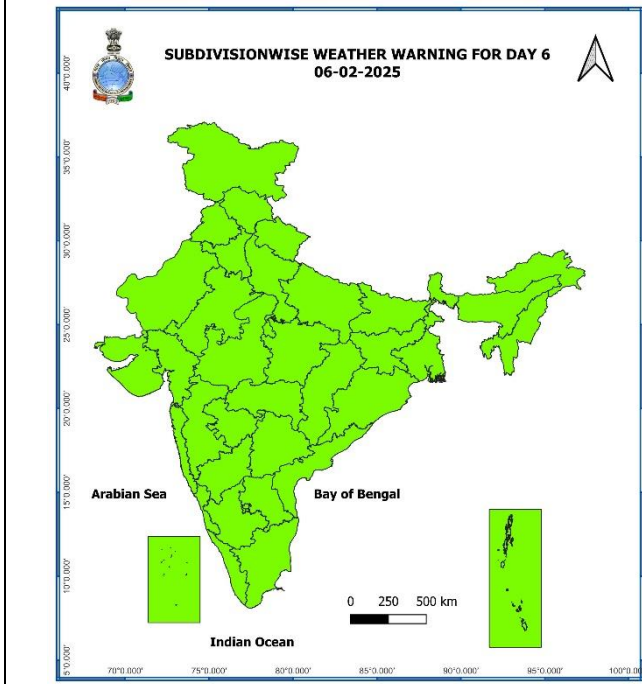 SUBDIVISIONWISE WEATHER WARNING FOR DAY 6
06-02-2025
40°0.000'
35°0.000'
30°0.000'
25°0.000'
20°0.000'
15°0.000'
10°0.000'
5°0.000'
Arabian Sea
Bay of Bengal
0 250 500 km
Indian Ocean
70°0.000' 75°0.000' 80°0.000' 85°0.000' 90°0.000' 95°0.000'